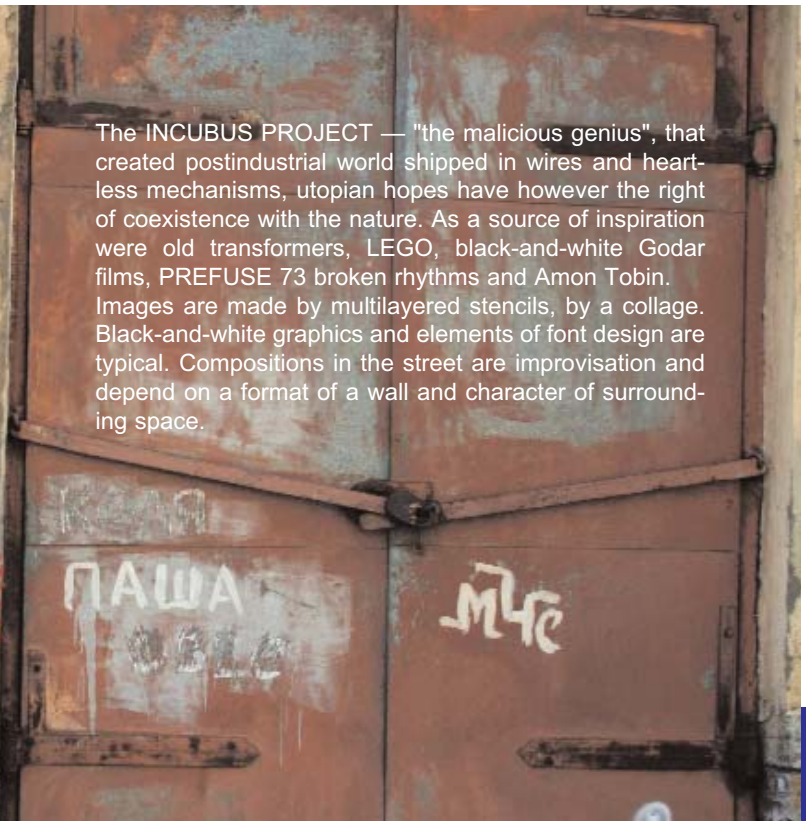 The INCUBUS PROJECT — "the malicious genius", that
created postindustrial world shipped in wires and heart-
less mechanisms, utopian hopes have however the right
of coexistence with the nature. As a source of inspiration
were old transformers, LEGO, black-and-white Godar
films, PREFUSE 73 broken rhythms and Amon Tobin.
Images are made by multilayered stencils, by a collage.
Black-and-white graphics and elements of font design are
typical. Compositions in the street are improvisation and
depend on a format of a wall and character of surround-
ing space.
ПАША
МЧС